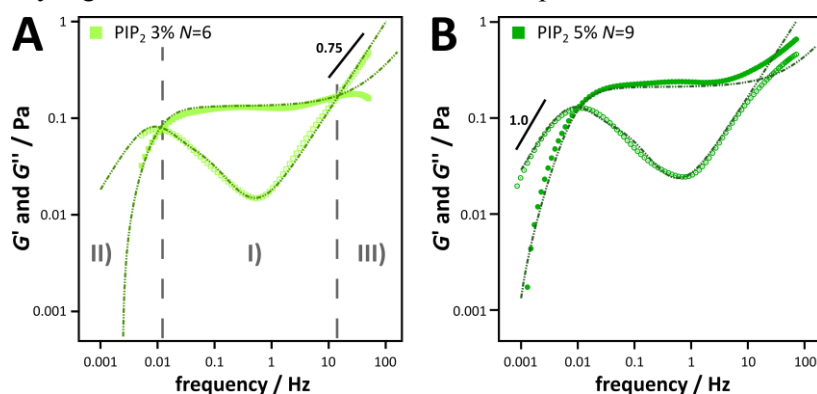 A
PIP₂ 3% N=6
0.75
II)
I)
III)
G' and G'' / Pa
1
0.1
0.01
0.001
0.001
0.01
0.1
1
10
100
frequency / Hz
B
PIP₂ 5% N=9
1.0
1
0.1
0.01
0.001
0.001
0.01
0.1
1
10
100
frequency / Hz